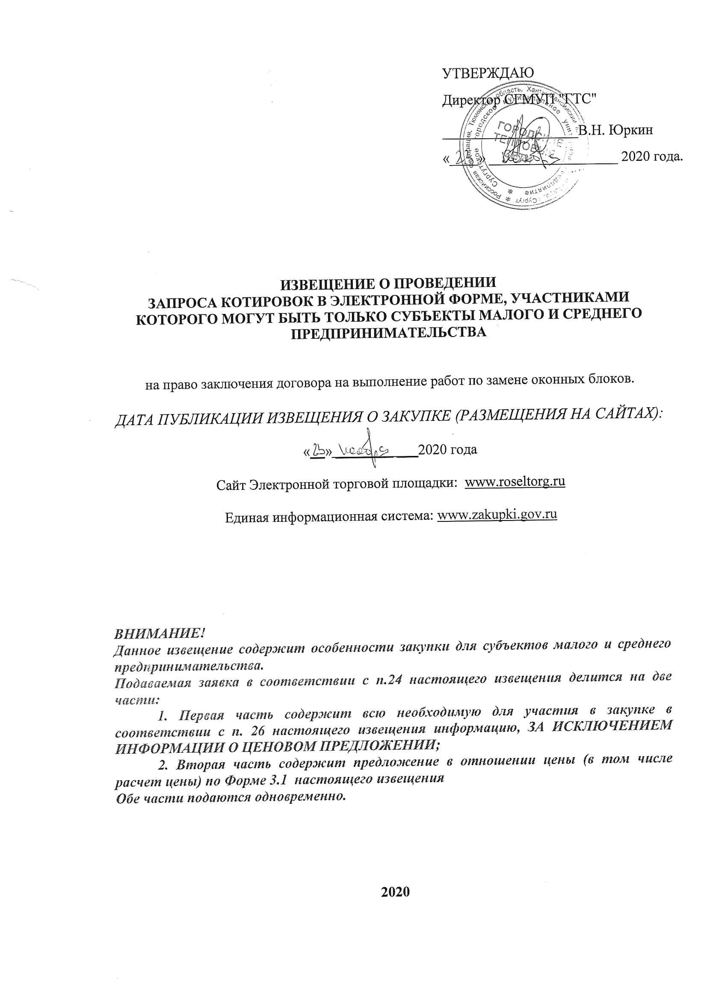 УТВЕРЖДАЮ
Директор СГМУП "ГТС"
В.Н. Юркин
«23» ноября 2020 года.
ИЗВЕЩЕНИЕ О ПРОВЕДЕНИИ
ЗАПРОСА КОТИРОВОК В ЭЛЕКТРОННОЙ ФОРМЕ, УЧАСТНИКАМИ
КОТОРОГО МОГУТ БЫТЬ ТОЛЬКО СУБЪЕКТЫ МАЛОГО И СРЕДНЕГО
ПРЕДПРИНИМАТЕЛЬСТВА
на право заключения договора на выполнение работ по замене оконных блоков.
ДАТА ПУБЛИКАЦИИ ИЗВЕЩЕНИЯ О ЗАКУПКЕ (РАЗМЕЩЕНИЯ НА САЙТАХ):
«23» ноября 2020 года
Сайт Электронной торговой площадки: www.roseltorg.ru
Единая информационная система: www.zakupki.gov.ru
ВНИМАНИЕ!
Данное извещение содержит особенности закупки для субъектов малого и среднего
предпринимательства.
Подаваемая заявка в соответствии с п.24 настоящего извещения делится на две
части:
1. Первая часть содержит всю необходимую для участия в закупке в
соответствии с п. 26 настоящего извещения информацию, ЗА ИСКЛЮЧЕНИЕМ
ИНФОРМАЦИИ О ЦЕНОВОМ ПРЕДЛОЖЕНИИ;
2. Вторая часть содержит предложение в отношении цены (в том числе
расчет цены) по Форме 3.1 настоящего извещения
Обе части подаются одновременно.
2020